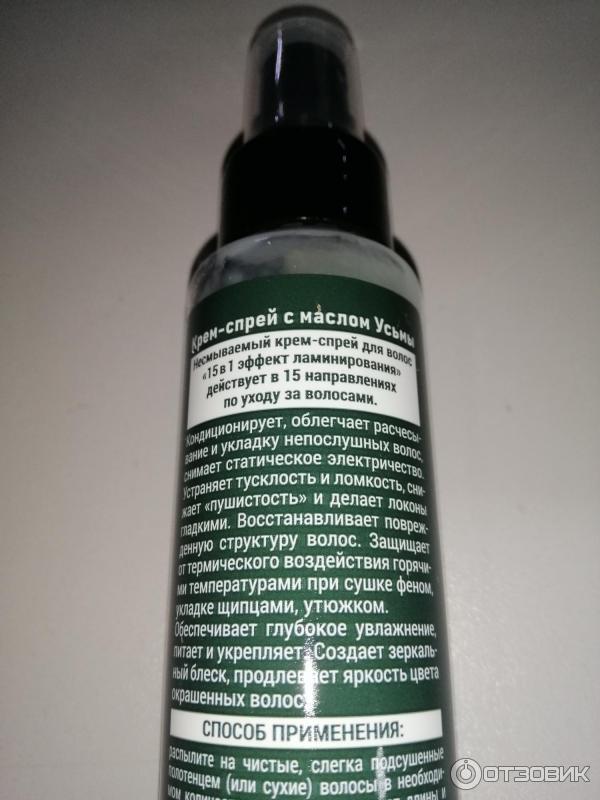 Крем-спрей с маслом Усьмы
Несмываемый крем-спрей для волос
«15 в 1 эффект ламинирования»
действует в 15 направлениях
по уходу за волосами.
Кондиционирует, облегчает расчесы-
вание и укладку непослушных волос,
снимает статическое электричество.
Устраняет тусклость и ломкость, сни-
жает «пушистость» и делает локоны
гладкими. Восстанавливает повреж-
денную структуру волос. Защищает
от термического воздействия горячи-
ми температурами при сушке феном,
укладке щипцами, утюжком.
Обеспечивает глубокое увлажнение,
питает и укрепляет. Создает зеркаль-
ный блеск, продлевает яркость цвета
окрашенных волос.
СПОСОБ ПРИМЕНЕНИЯ:
распылите на чистые, слегка подсушенные
полотенцем (или сухие) волосы в необходи-
мом количестве длины и
ОТЗОВИК